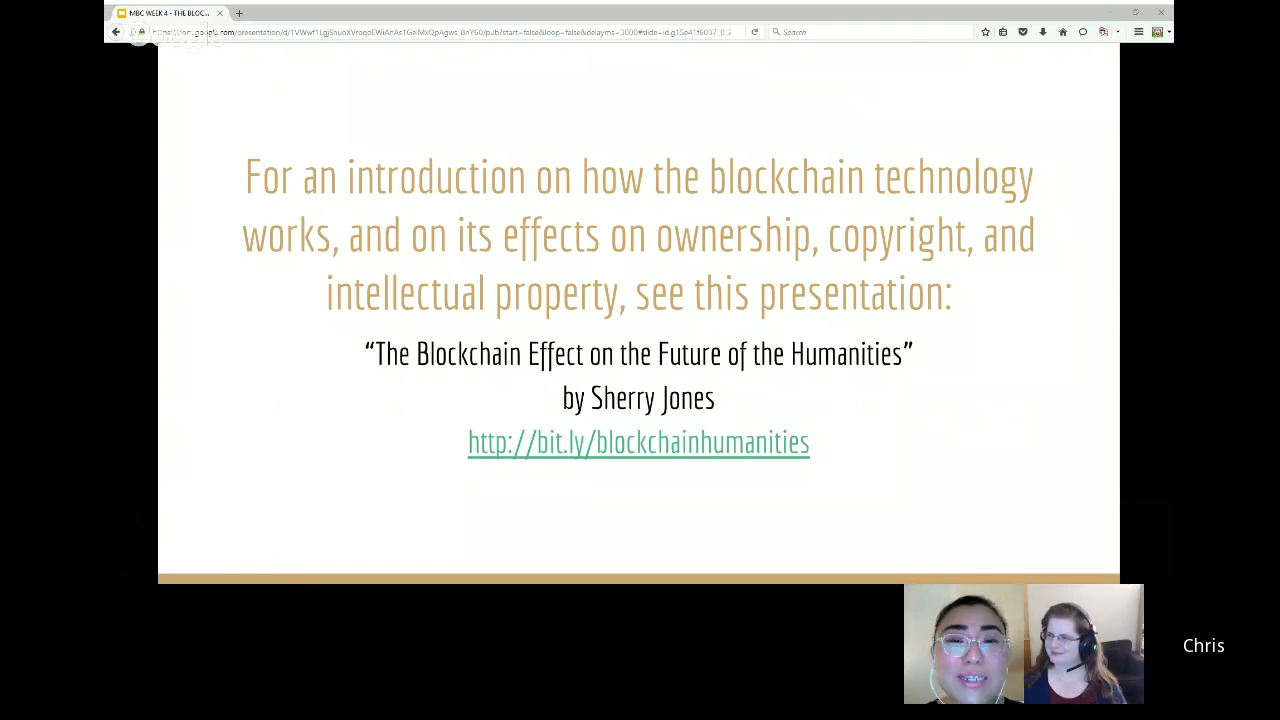 MBC WEEK 4 - THE BLOC...
Search
Google
For an introduction on how the blockchain technology
works, and on its effects on ownership, copyright, and
intellectual property, see this presentation:
“The Blockchain Effect on the Future of the Humanities”
by Sherry Jones
http://bit.ly/blockchainhumanities
Chris